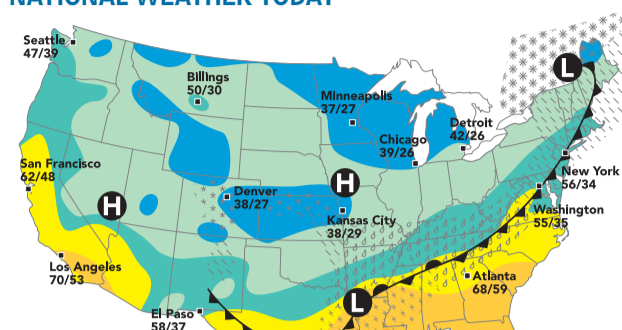 NATIONAL WEATHER TODAY
Seattle
47/39
Billings
50/30
Minneapolis
37/27
Chicago
39/26
Detroit
42/26
L
San Francisco
62/48
H
Denver
38/27
H
Kansas City
38/29
New York
56/34
Washington
55/35
Los Angeles
70/53
El Paso
58/37
L
Atlanta
68/59